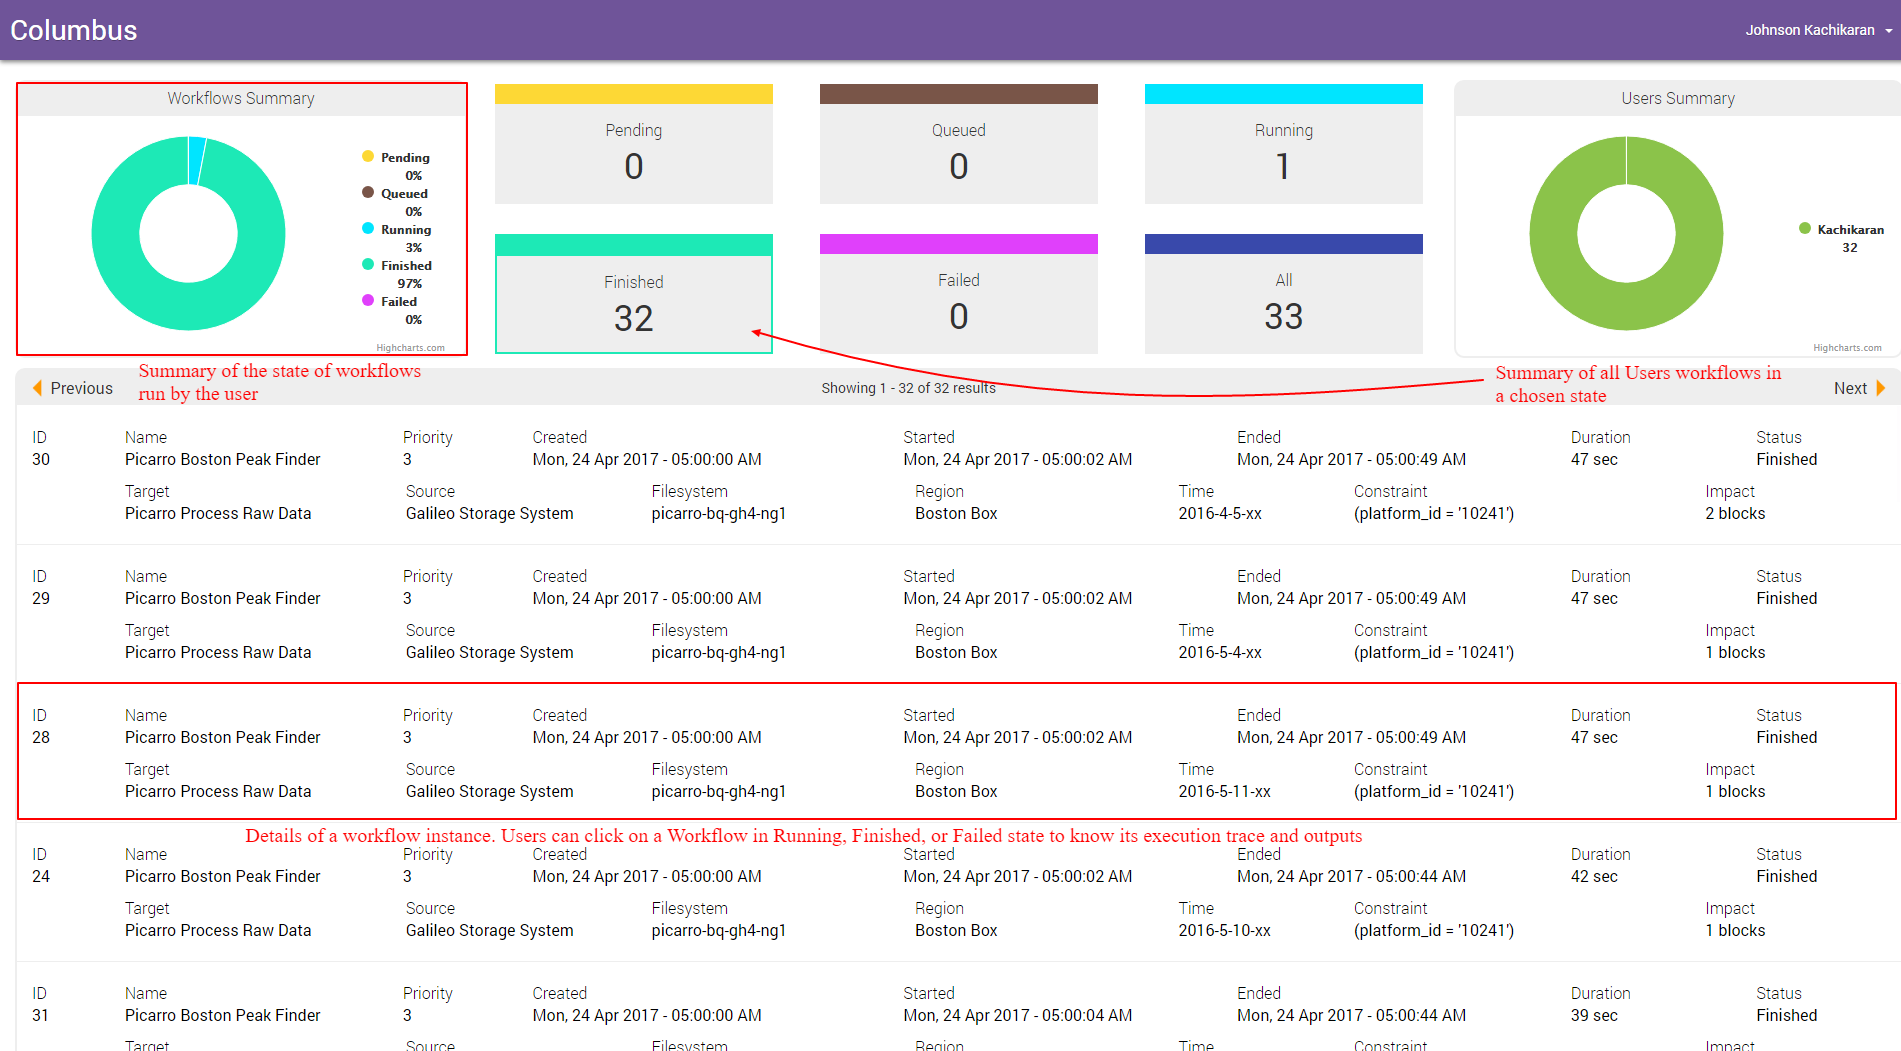 Columbus
Johnson Kachikaran
Workflows Summary
Pending
0%
Queued
0%
Running
3%
Finished
97%
Failed
0%
Highcharts.com
Pending
0
Queued
0
Running
1
Finished
32
Failed
0
All
33
Users Summary
Kachikaran
32
Highcharts.com
Summary of the state of workflows
run by the user
Summary of all Users workflows in
a chosen state
Previous
Showing 1 - 32 of 32 results
Next
ID Name Priority Created Started Ended Duration Status
30 Picarro Boston Peak Finder 3 Mon, 24 Apr 2017 - 05:00:00 AM Mon, 24 Apr 2017 - 05:00:02 AM Mon, 24 Apr 2017 - 05:00:49 AM 47 sec Finished
Target Source Filesystem Region Time Constraint Impact
Picarro Process Raw Data Galileo Storage System picarro-bq-gh4-ng1 Boston Box 2016-4-5-xx (platform_id = '10241') 2 blocks
ID Name Priority Created Started Ended Duration Status
29 Picarro Boston Peak Finder 3 Mon, 24 Apr 2017 - 05:00:00 AM Mon, 24 Apr 2017 - 05:00:02 AM Mon, 24 Apr 2017 - 05:00:49 AM 47 sec Finished
Target Source Filesystem Region Time Constraint Impact
Picarro Process Raw Data Galileo Storage System picarro-bq-gh4-ng1 Boston Box 2016-5-4-xx (platform_id = '10241') 1 blocks
ID Name Priority Created Started Ended Duration Status
28 Picarro Boston Peak Finder 3 Mon, 24 Apr 2017 - 05:00:00 AM Mon, 24 Apr 2017 - 05:00:02 AM Mon, 24 Apr 2017 - 05:00:49 AM 47 sec Finished
Target Source Filesystem Region Time Constraint Impact
Picarro Process Raw Data Galileo Storage System picarro-bq-gh4-ng1 Boston Box 2016-5-11-xx (platform_id = '10241') 1 blocks
Details of a workflow instance. Users can click on a Workflow in Running, Finished, or Failed state to know its execution trace and outputs
ID Name Priority Created Started Ended Duration Status
24 Picarro Boston Peak Finder 3 Mon, 24 Apr 2017 - 05:00:00 AM Mon, 24 Apr 2017 - 05:00:02 AM Mon, 24 Apr 2017 - 05:00:44 AM 42 sec Finished
Target Source Filesystem Region Time Constraint Impact
Picarro Process Raw Data Galileo Storage System picarro-bq-gh4-ng1 Boston Box 2016-5-10-xx (platform_id = '10241') 1 blocks
ID Name Priority Created Started Ended Duration Status
31 Picarro Boston Peak Finder 3 Mon, 24 Apr 2017 - 05:00:00 AM Mon, 24 Apr 2017 - 05:00:04 AM Mon, 24 Apr 2017 - 05:00:44 AM 39 sec Finished
Target Source Filesystem Region Time Constraint Impact